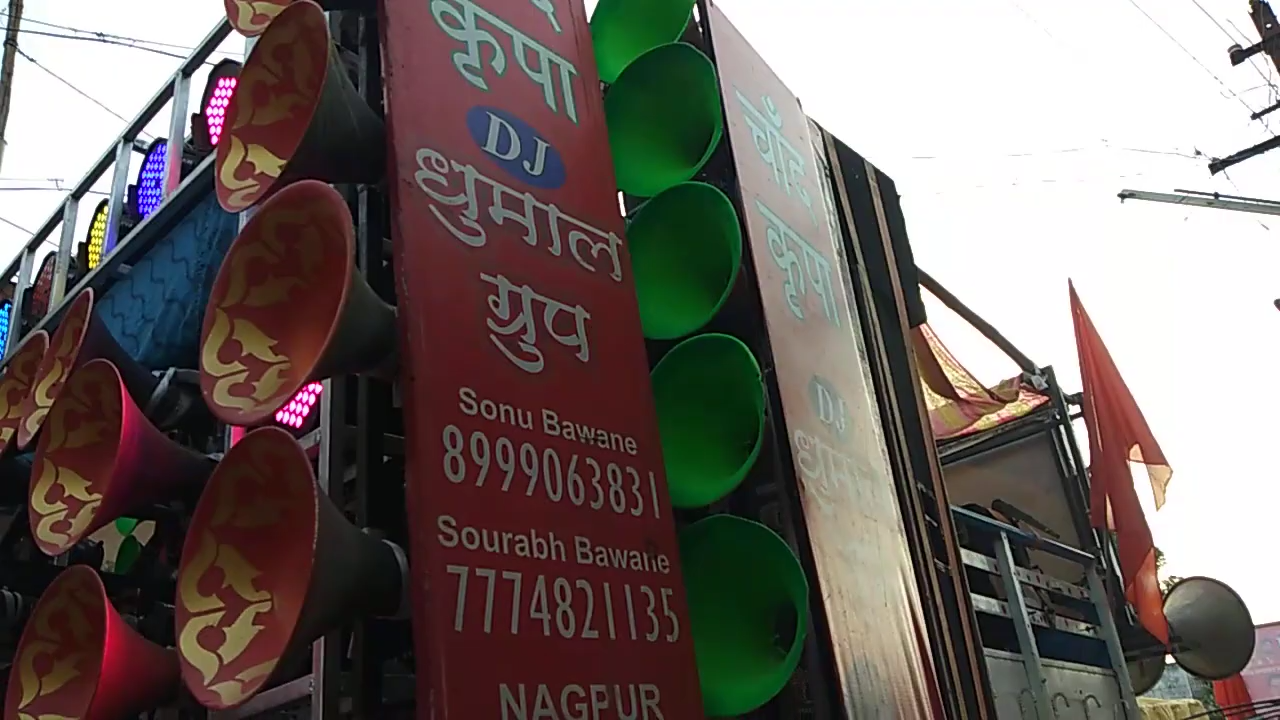 कृपा
DJ
धुमाल
ग्रुप
Sonu Bawane
8999063831
Sourabh Bawane
7774821135
NAGPUR
चाँद
कृपा
DJ
धुमाल